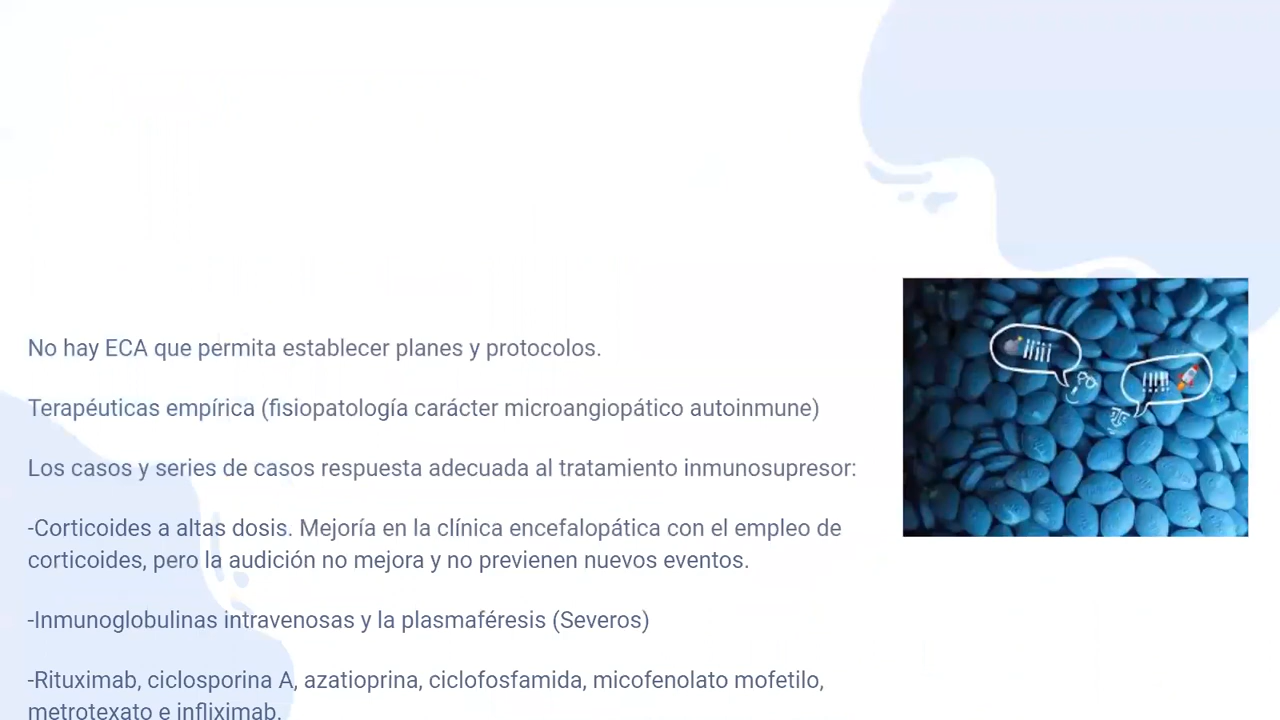 No hay ECA que permita establecer planes y protocolos.
Terapéuticas empírica (fisiopatología carácter microangiopático autoinmune)
Los casos y series de casos respuesta adecuada al tratamiento inmunosupresor:
-Corticoides a altas dosis. Mejoría en la clínica encefalopática con el empleo de
corticoides, pero la audición no mejora y no previenen nuevos eventos.
-Inmunoglobulinas intravenosas y la plasmaféresis (Severos)
-Rituximab, ciclosporina A, azatioprina, ciclofosfamida, micofenolato mofetilo,
metrotexato e infliximab.